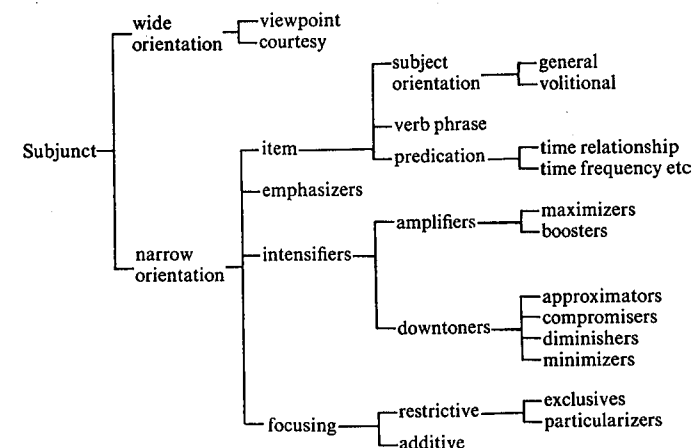 wide
orientation
viewpoint
courtesy
Subjunct
narrow
orientation
item
subject
orientation
general
volitional
verb phrase
predication
time relationship
time frequency etc
emphasizers
intensifiers
amplifiers
maximizers
boosters
downtoners
approximators
compromisers
diminishers
minimizers
focusing
restrictive
exclusives
particularizers
additive